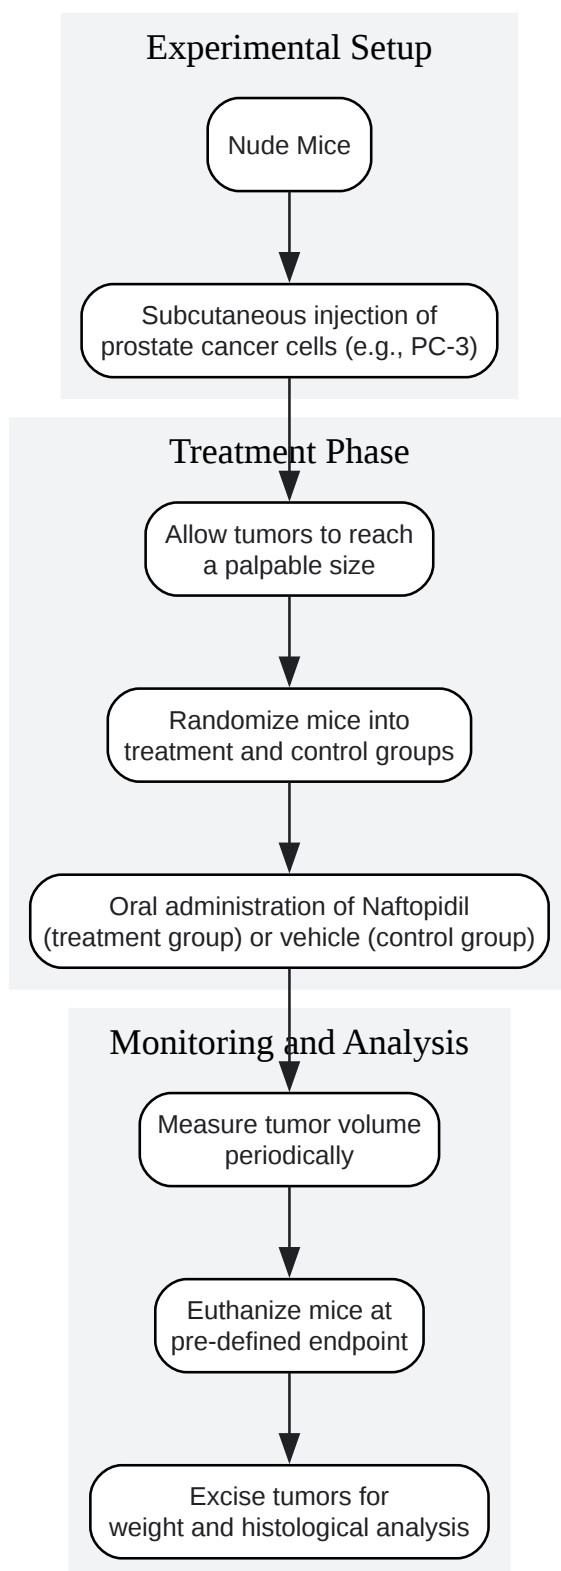 Experimental Setup
Nude Mice
Subcutaneous injection of
prostate cancer cells (e.g., PC-3)
Treatment Phase
Allow tumors to reach
a palpable size
Randomize mice into
treatment and control groups
Oral administration of Naftopidil
(treatment group) or vehicle (control group)
Monitoring and Analysis
Measure tumor volume
periodically
Euthanize mice at
pre-defined endpoint
Excise tumors for
weight and histological analysis